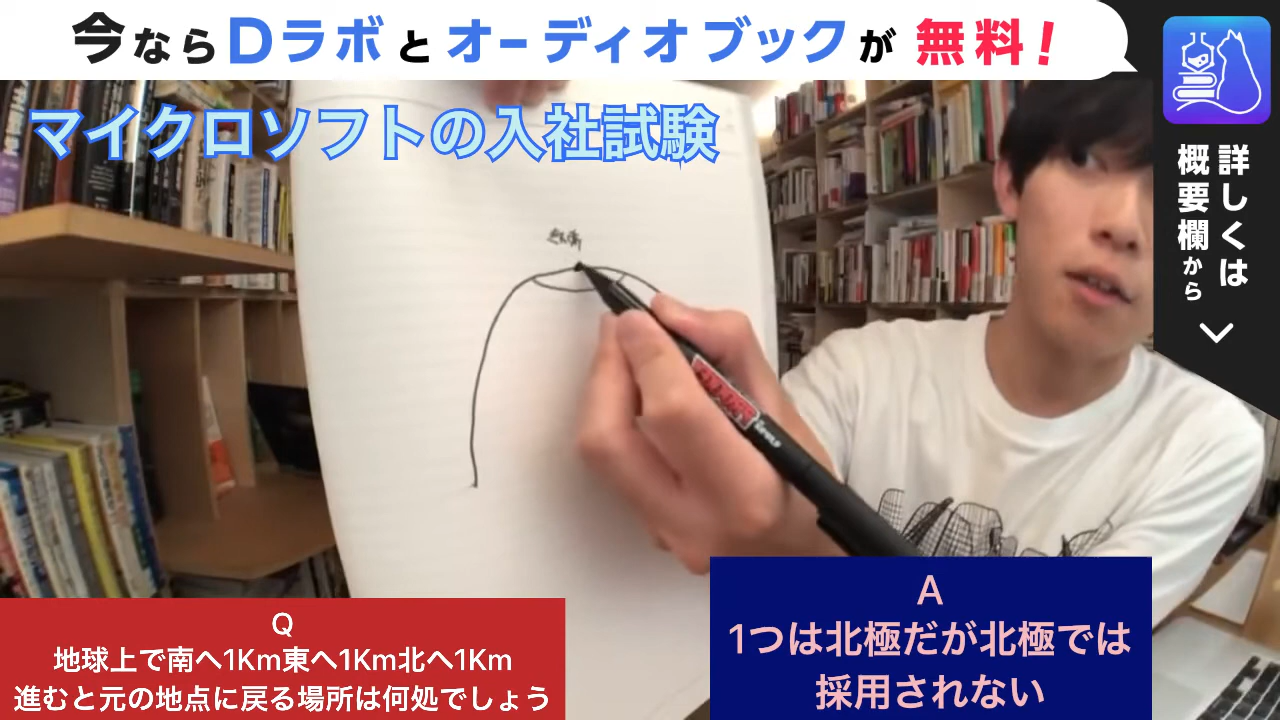 今ならDラボとオーディオブックが無料!
マイクロソフトの入社試験
詳しくは
概要欄から
Q
地球上で南へ1Km東へ1Km北へ1Km
進むと元の地点に戻る場所は何処でしょう
A
1つは北極だが北極では
採用されない